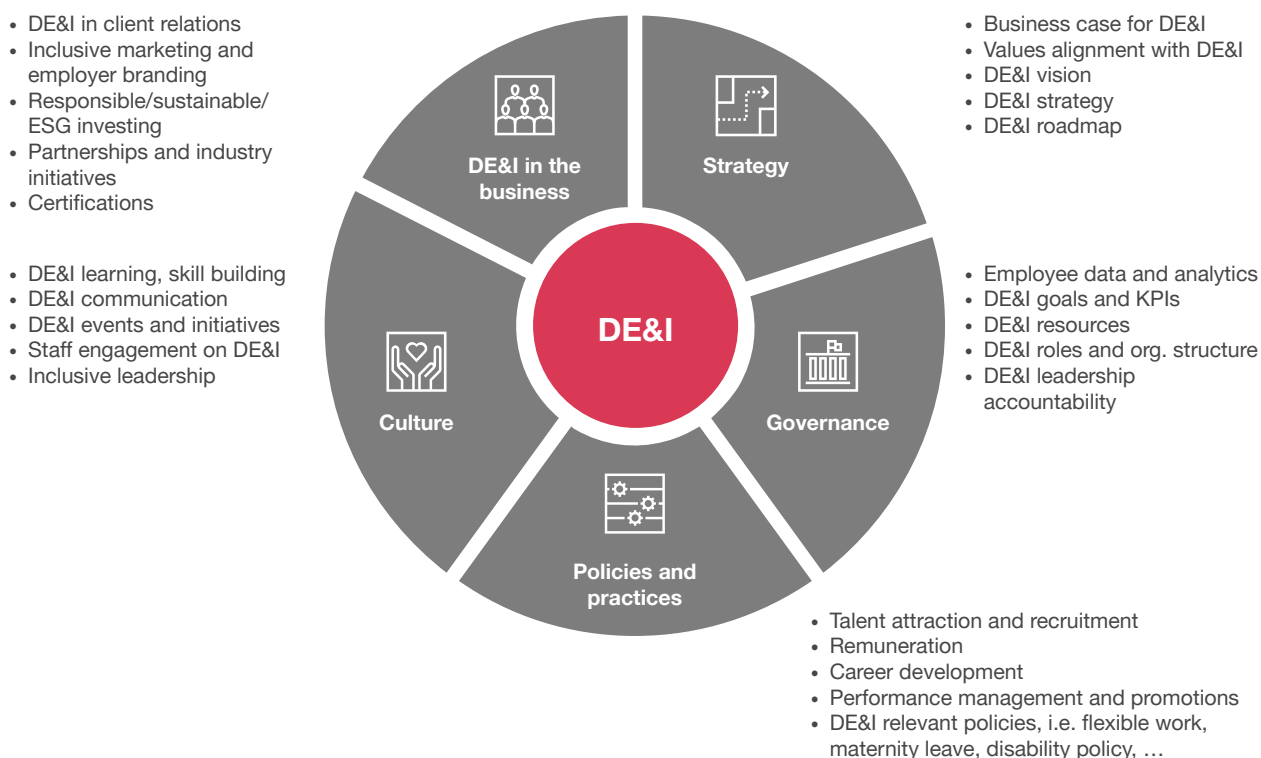 • DE&I in client relations
• Inclusive marketing and
employer branding
• Responsible/sustainable/
ESG investing
• Partnerships and industry
initiatives
• Certifications
• DE&I learning, skill building
• DE&I communication
• DE&I events and initiatives
• Staff engagement on DE&I
• Inclusive leadership
DE&I in the
business
Strategy
DE&I
Culture
Governance
Policies and
practices
• Business case for DE&I
• Values alignment with DE&I
• DE&I vision
• DE&I strategy
• DE&I roadmap
• Employee data and analytics
• DE&I goals and KPIs
• DE&I resources
• DE&I roles and org. structure
• DE&I leadership
accountability
• Talent attraction and recruitment
• Remuneration
• Career development
• Performance management and promotions
• DE&I relevant policies, i.e. flexible work,
maternity leave, disability policy, …